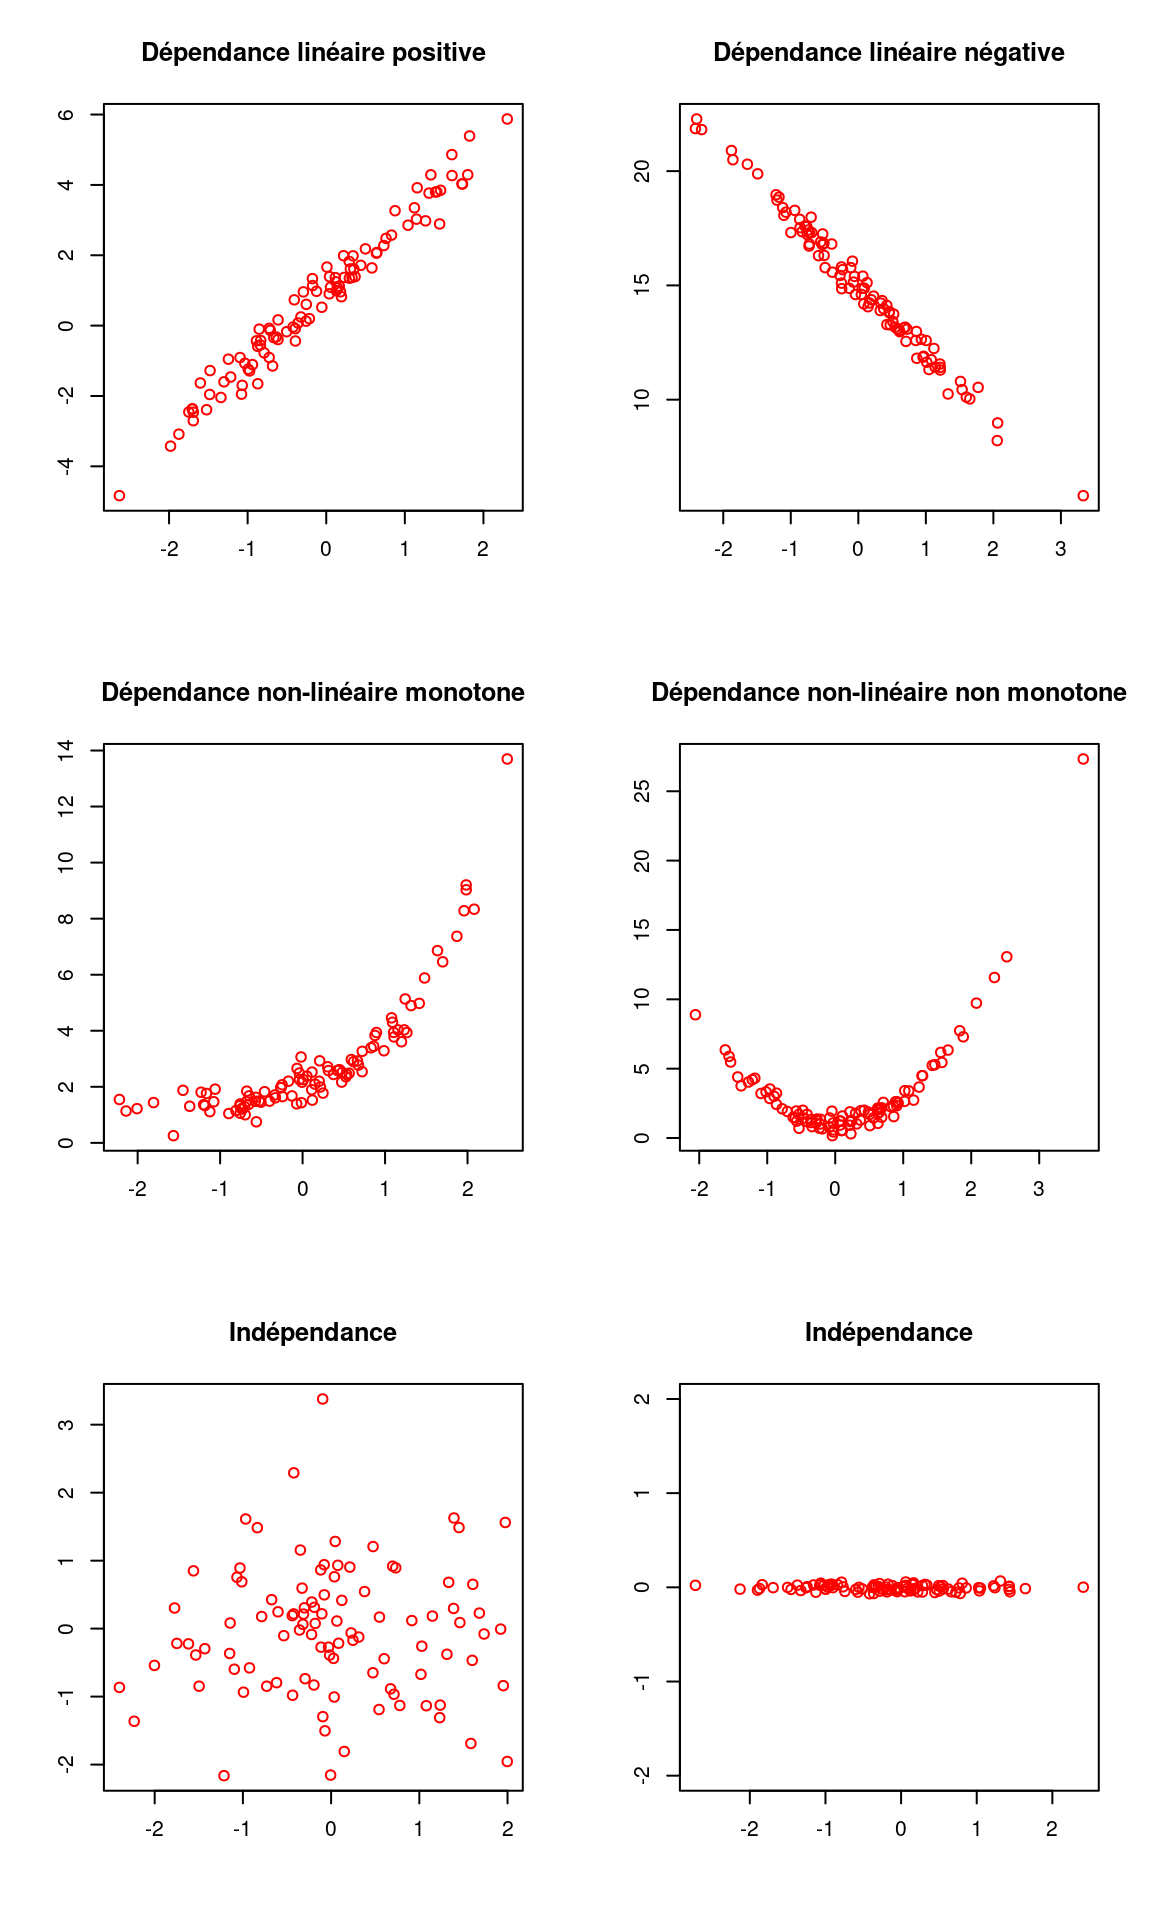 Dépendance linéaire positive
6
4
2
0
-2
-4
-2 -1 0 1 2
Dépendance linéaire négative
20
15
10
-2 -1 0 1 2 3
Dépendance non-linéaire monotone
14
12
10
8
6
4
2
0
-2 -1 0 1 2
Dépendance non-linéaire non monotone
25
20
15
10
5
0
-2 -1 0 1 2 3
Indépendance
3
2
1
0
-1
-2
-2 -1 0 1 2
Indépendance
2
1
0
-1
-2
-2 -1 0 1 2